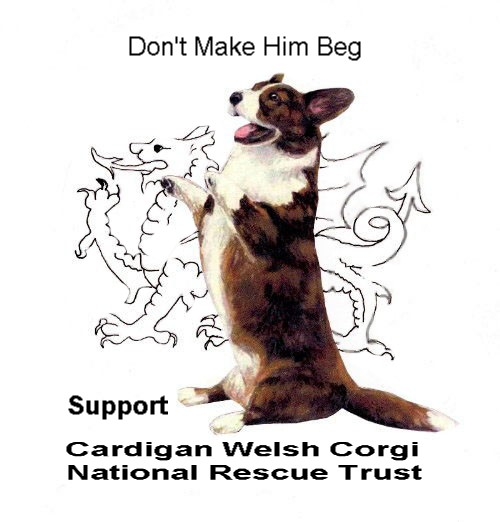 Don't Make Him Beg
Support
Cardigan Welsh Corgi
National Rescue Trust